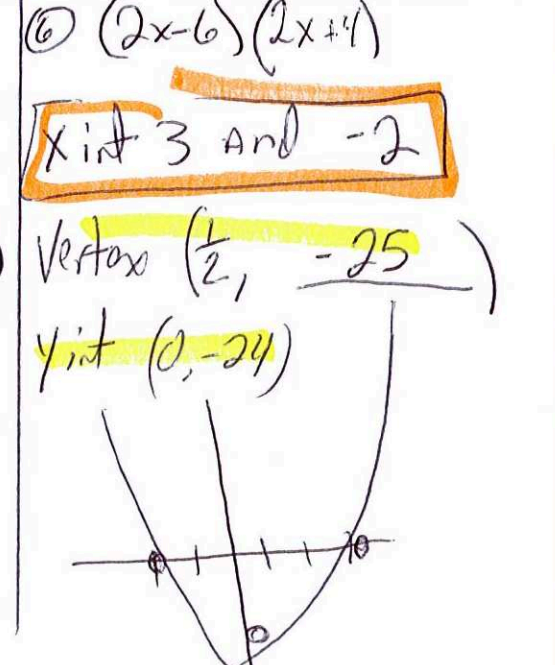 ⑥ (2x-6)(2x+4)
x int 3 And -2
Vertex (1/2, -25)
y int (0,-24)